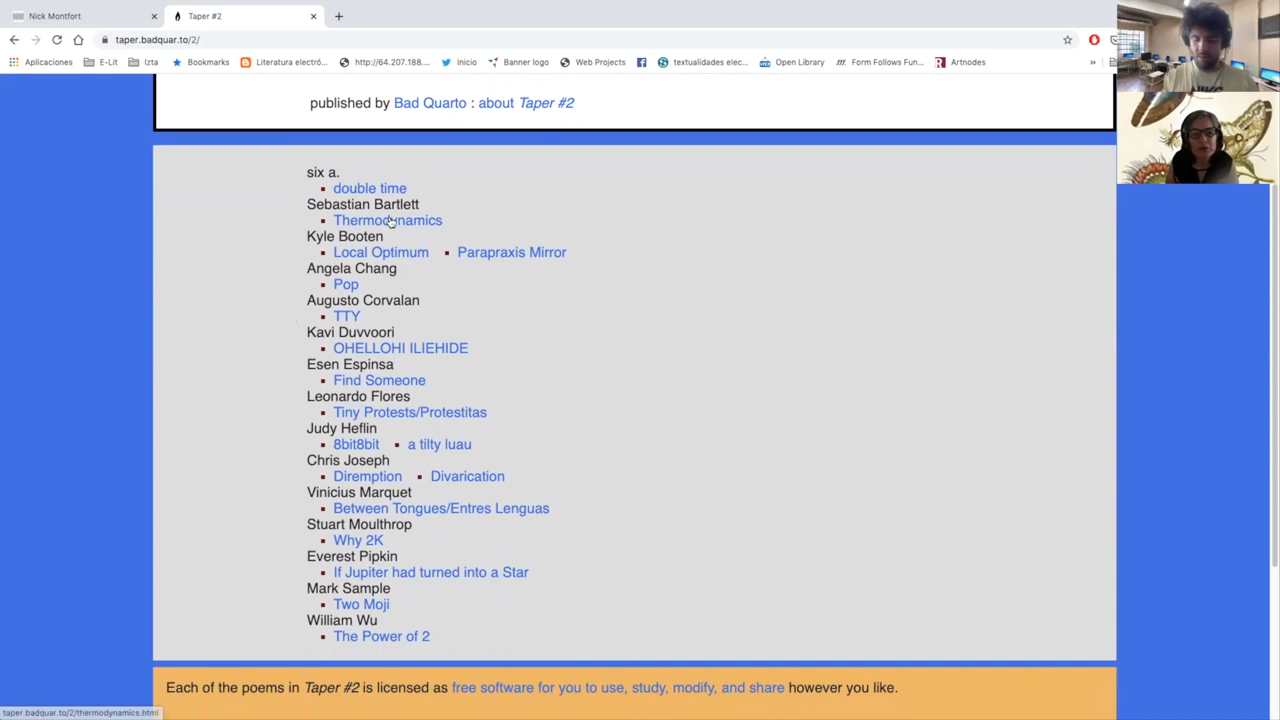 Nick Montfort
Taper #2
taper.badquar.to/2/
Aplicaciones E-Lit Izta Bookmarks Literatura electró... http://64.207.188.... Inicio Banner logo Web Projects textualidades elec... Open Library Form Follows Fun... Artnodes »
published by Bad Quarto : about Taper #2
six a.
double time
Sebastian Bartlett
Thermodynamics
Kyle Booten
Local Optimum Parapraxis Mirror
Angela Chang
Pop
Augusto Corvalan
TTY
Kavi Duvvoori
OHELLOHI ILIEHIDE
Esen Espinsa
Find Someone
Leonardo Flores
Tiny Protests/Protestitas
Judy Heflin
8bit8bit a tilty luau
Chris Joseph
Diremption Divarication
Vinicius Marquet
Between Tongues/Entres Lenguas
Stuart Moulthrop
Why 2K
Everest Pipkin
If Jupiter had turned into a Star
Mark Sample
Two Moji
William Wu
The Power of 2
Each of the poems in Taper #2 is licensed as free software for you to use, study, modify, and share however you like.
taper.badquar.to/2/thermodynamics.html